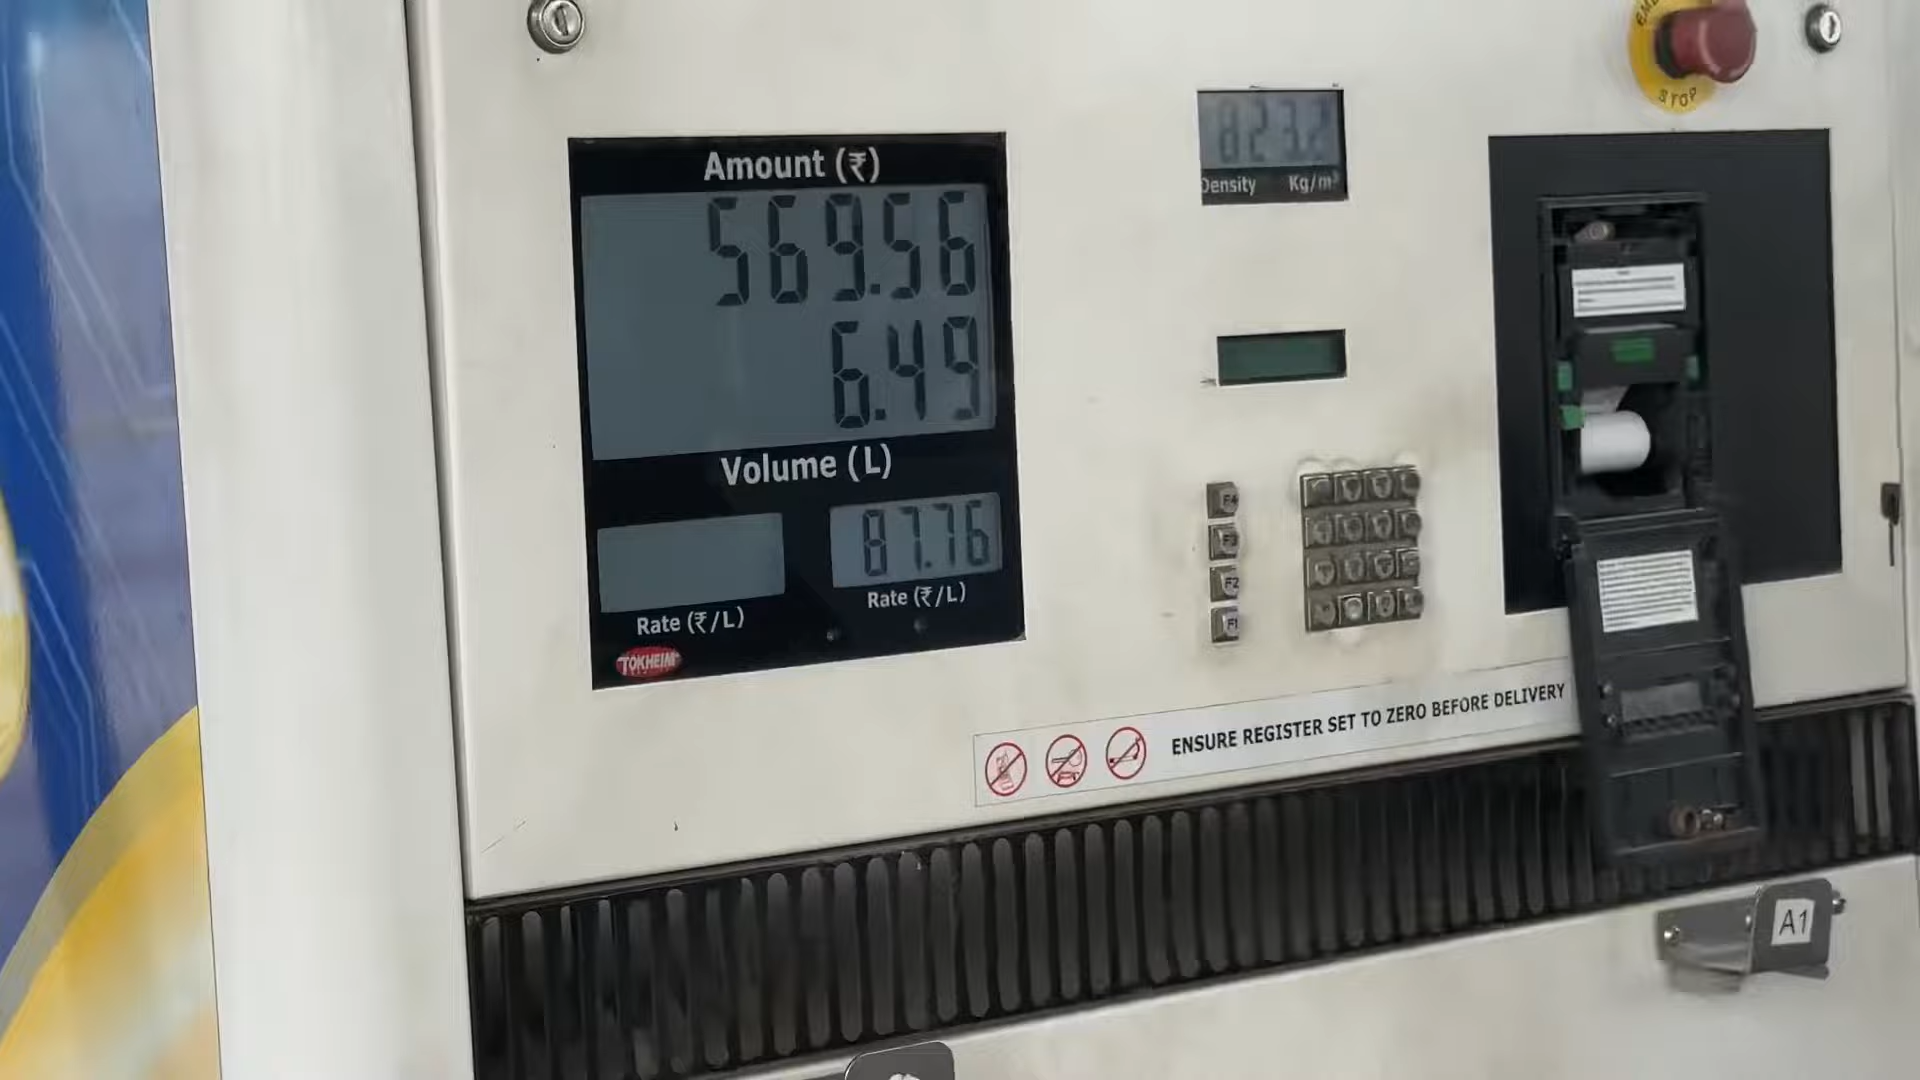 Amount (₹)
569.56
6.49
Volume (L)
87.76
Rate (₹/L)
Rate (₹/L)
TOKHEIM
823.2
Density Kg/m³
STOP
F4
F3
F2
F1
ENSURE REGISTER SET TO ZERO BEFORE DELIVERY
A1